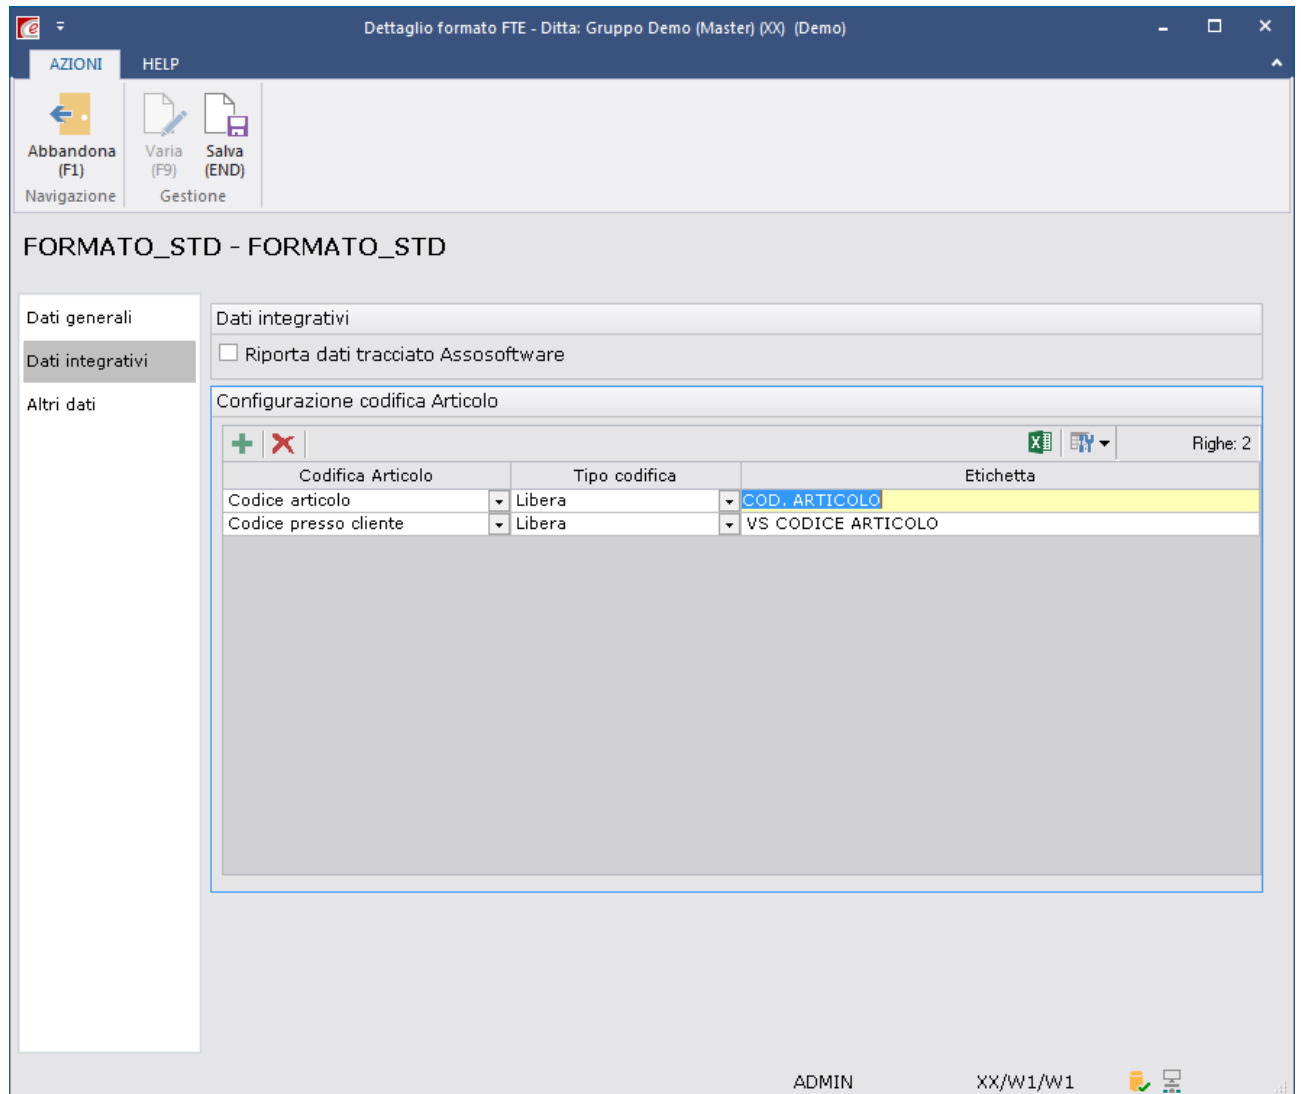 Dettaglio formato FTE - Ditta: Gruppo Demo (Master) (XX) (Demo)
AZIONI HELP
Abbandona (F1) Varia (F9) Salva (END)
Navigazione Gestione
FORMATO_STD - FORMATO_STD
Dati generali
Dati integrativi
Altri dati
Dati integrativi
Riporta dati tracciato Assosoftware
Configurazione codifica Articolo
Righe: 2
Codifica Articolo Tipo codifica Etichetta
Codice articolo Libera COD. ARTICOLO
Codice presso cliente Libera VS CODICE ARTICOLO
ADMIN XX/W1/W1